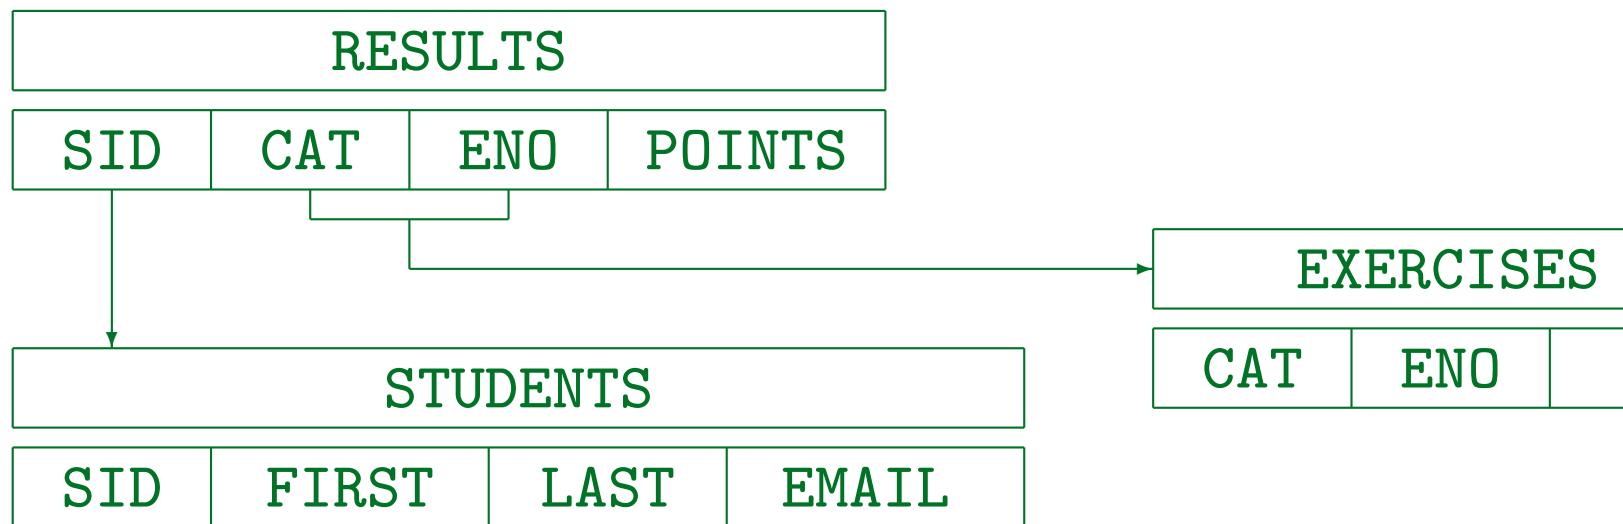 RESULTS
SID CAT ENO POINTS
EXERCISES
CAT ENO
STUDENTS
SID FIRST LAST EMAIL